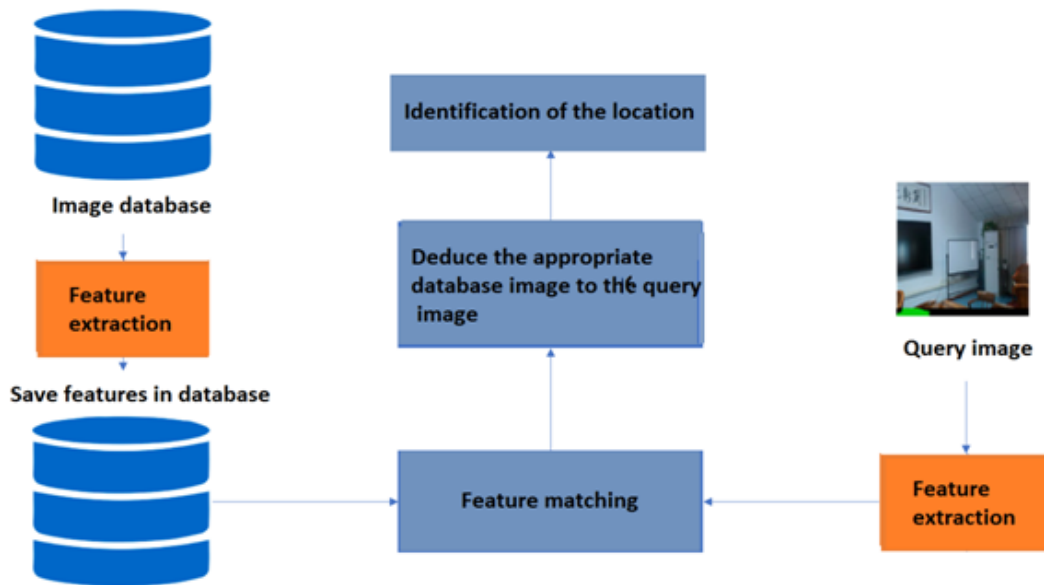 Image database
Feature
extraction
Save features in database
Identification of the location
Deduce the appropriate
database image to the query
image
Feature matching
Query image
Feature
extraction